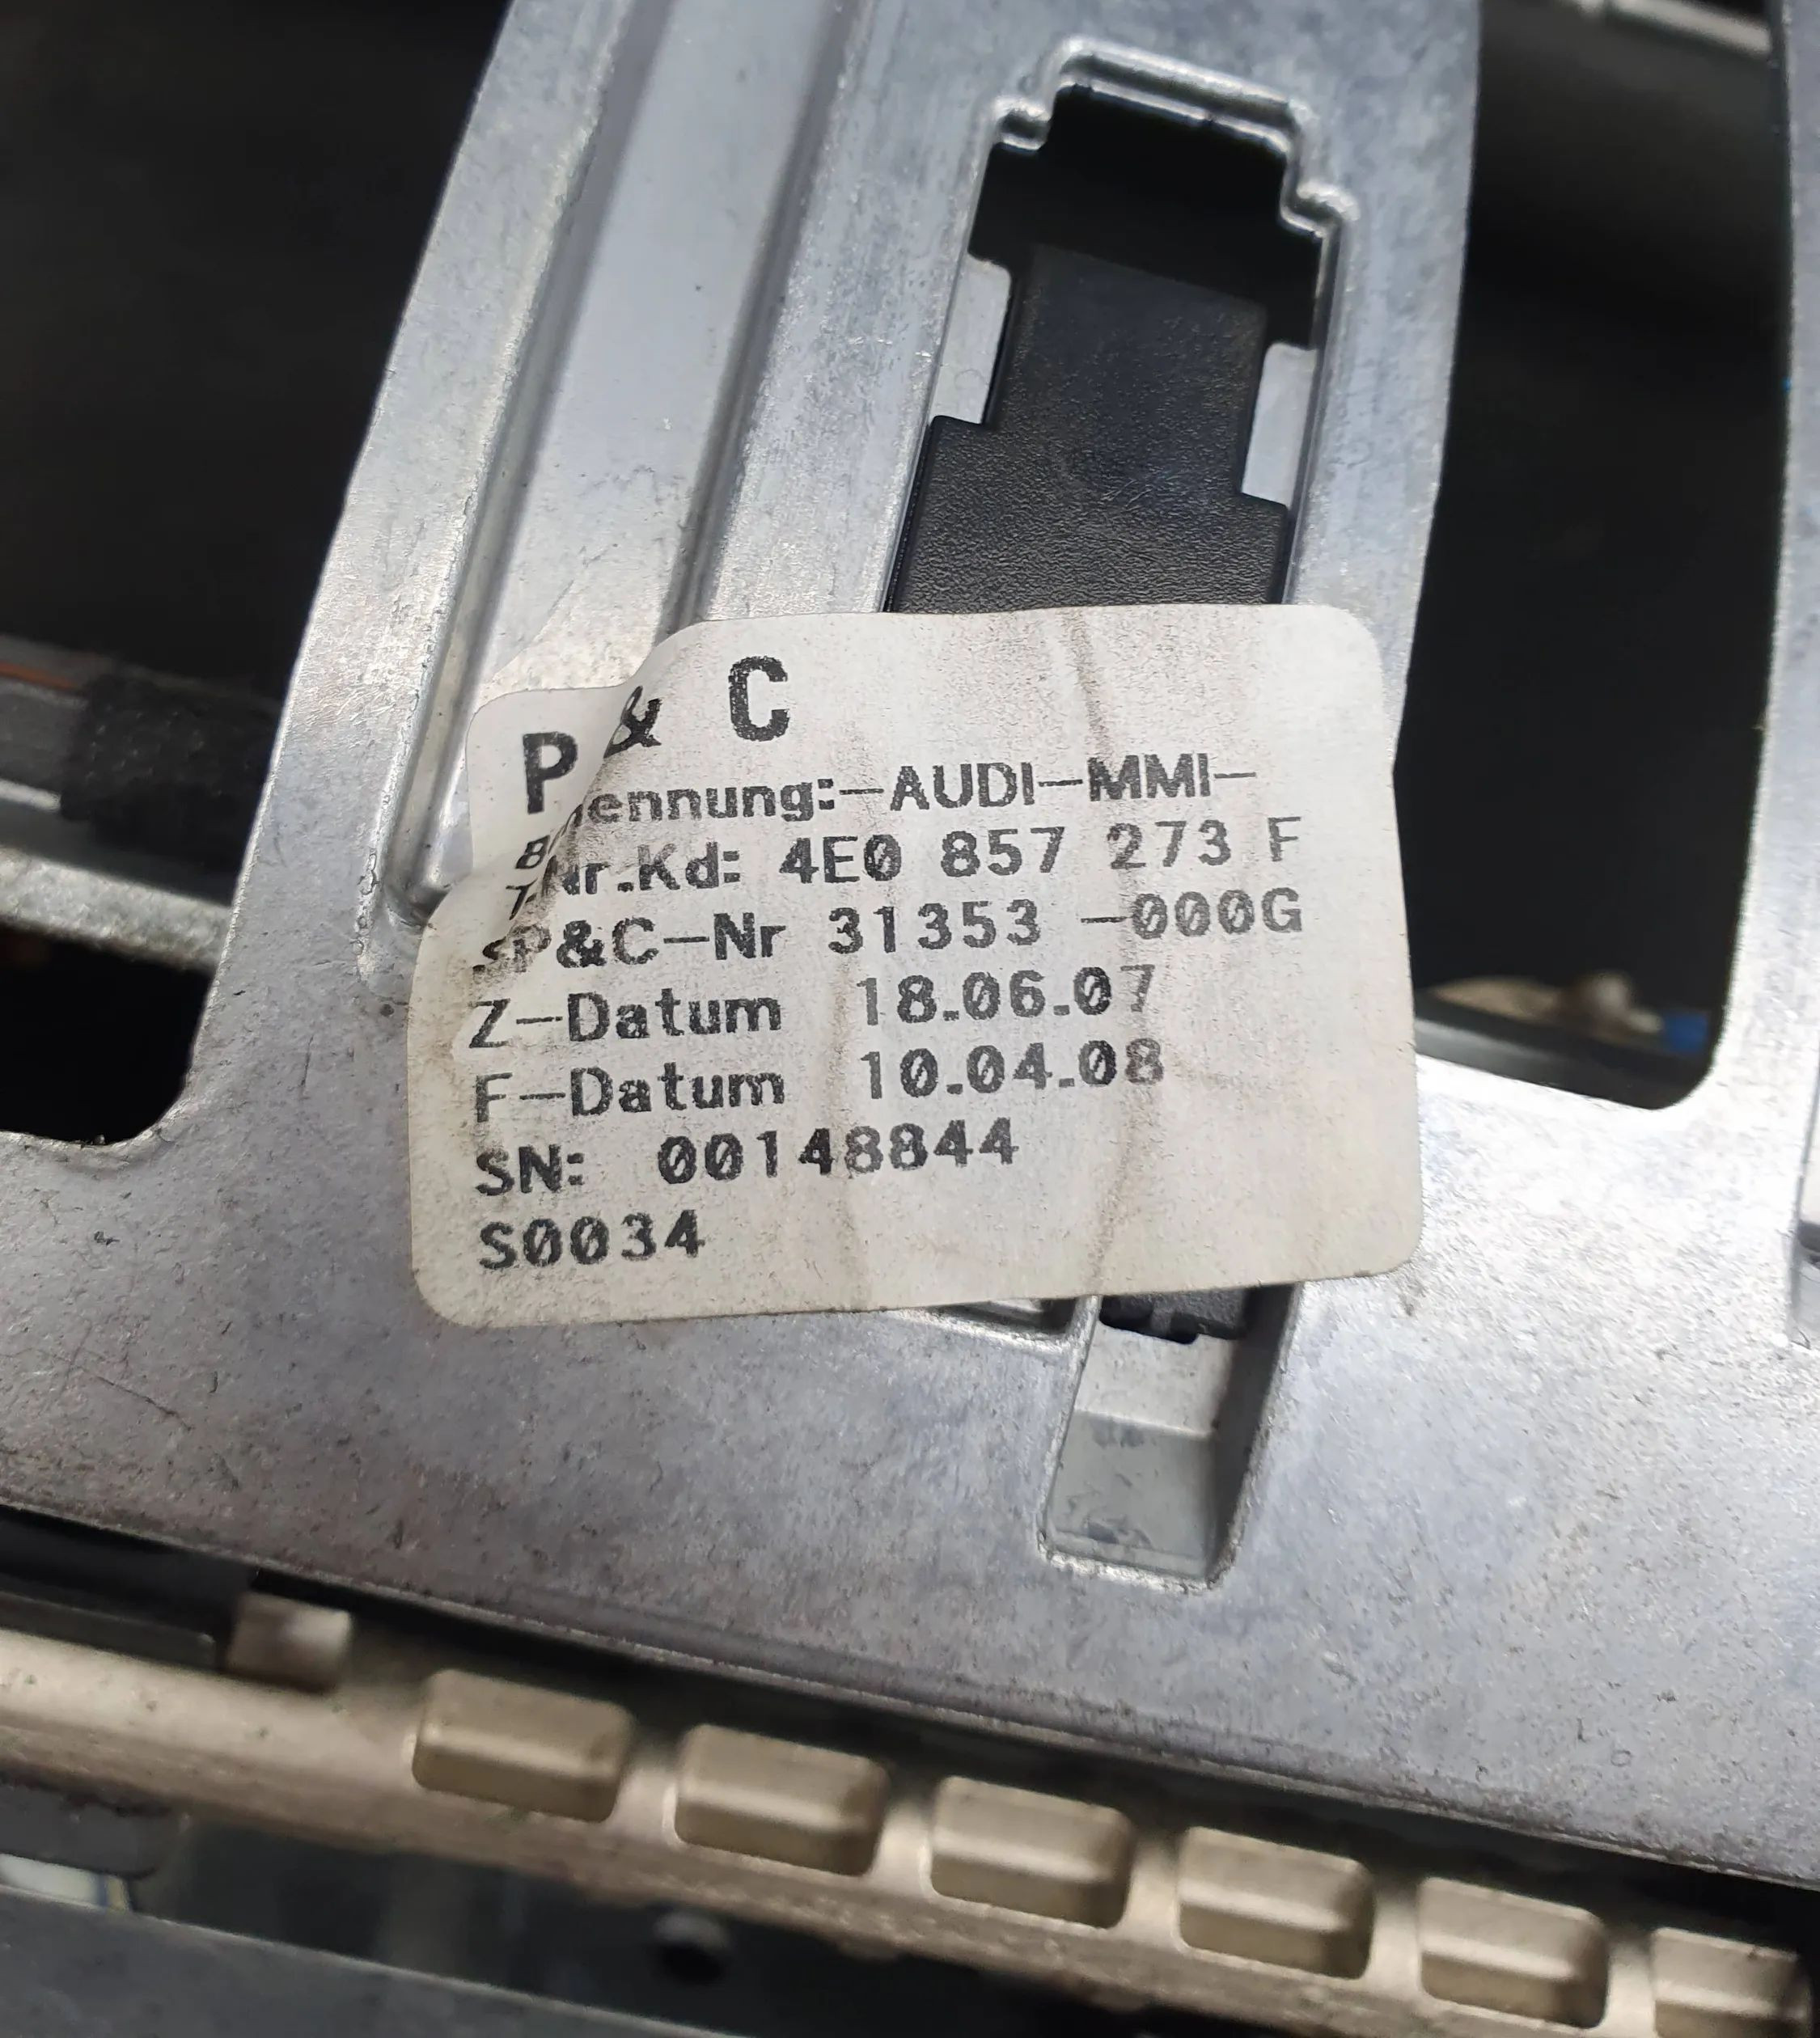 P & C
ennung:-AUDI-MMI-
Nr.Kd: 4E0 857 273 F
P&C-Nr 31353 -000G
Z-Datum 18.06.07
F-Datum 10.04.08
SN: 00148844
S0034